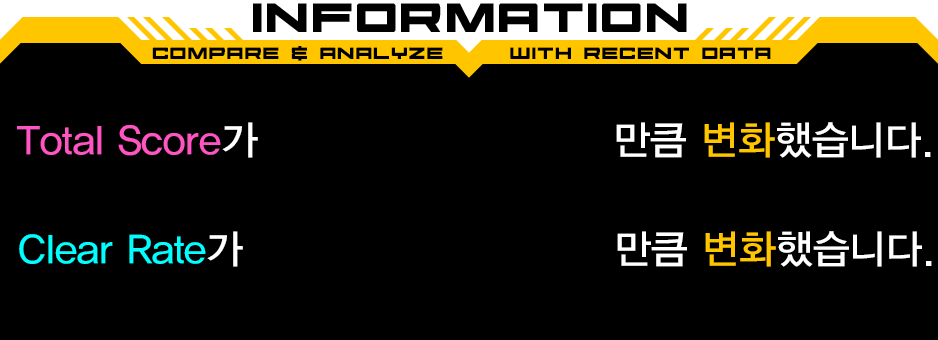 INFORMATION
COMPARE & ANALYZE WITH RECENT DATA
Total Score가 만큼 변화했습니다.
Clear Rate가 만큼 변화했습니다.